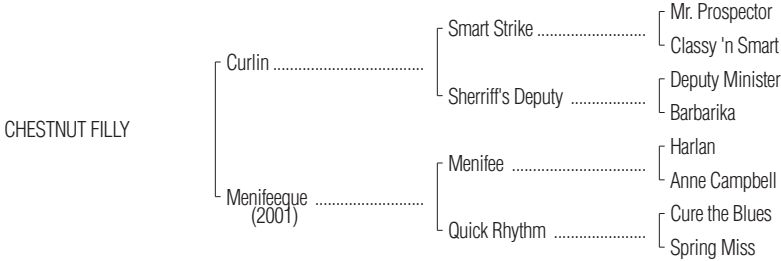 Mr. Prospector
Smart Strike ..............................
Classy 'n Smart
Curlin ..........................................
Deputy Minister
Sherriff's Deputy .....................
Barbarika
CHESTNUT FILLY
Harlan
Menifee .....................................
Anne Campbell
Menifeeque ..............................
(2001)
Cure the Blues
Quick Rhythm .........................
Spring Miss